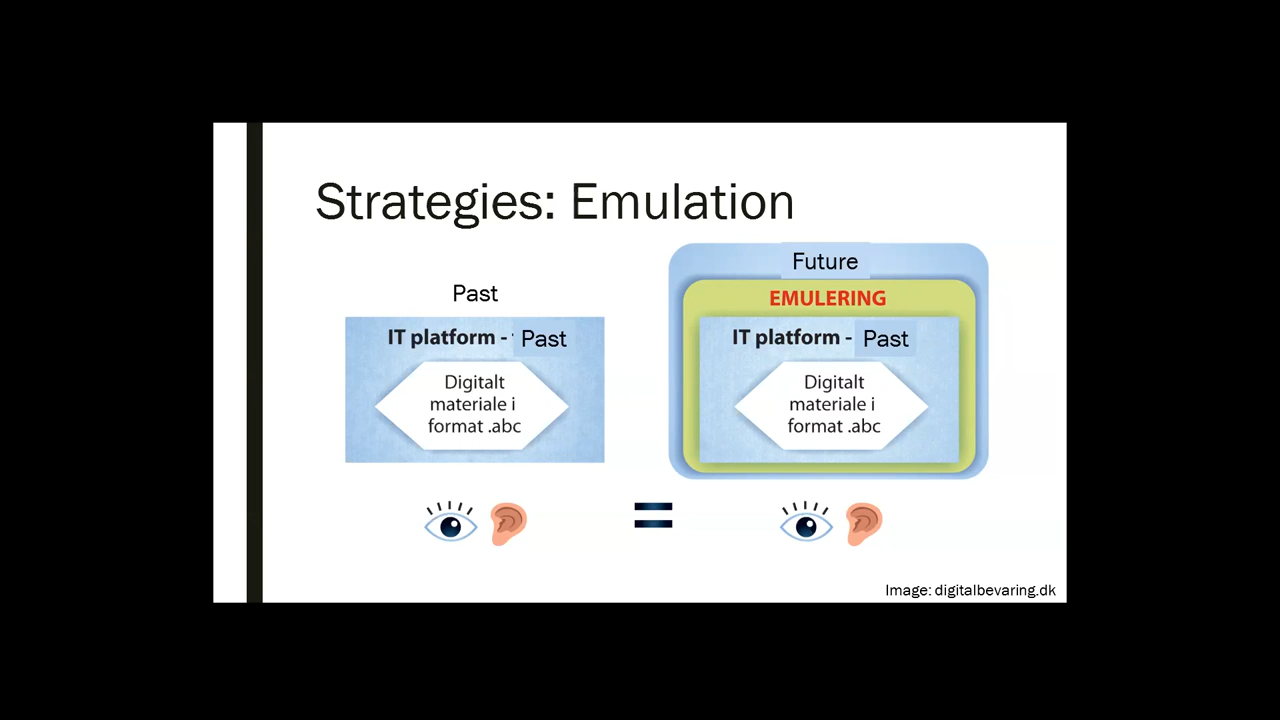 Strategies: Emulation
Past
IT platform - Past
Digitalt
materiale i
format .abc
Future
EMULERING
IT platform - Past
Digitalt
materiale i
format .abc
=
Image: digitalbevaring.dk